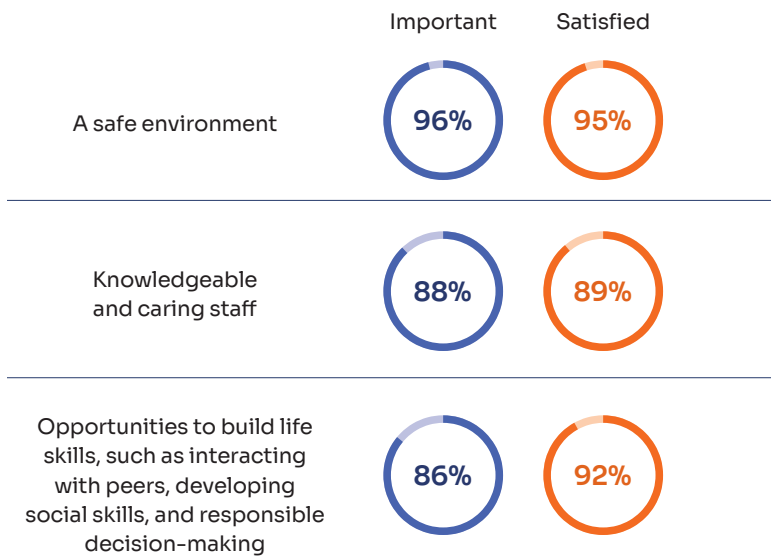 Important Satisfied
A safe environment 96% 95%
Knowledgeable
and caring staff
88% 89%
Opportunities to build life
skills, such as interacting
with peers, developing
social skills, and responsible
decision-making
86% 92%